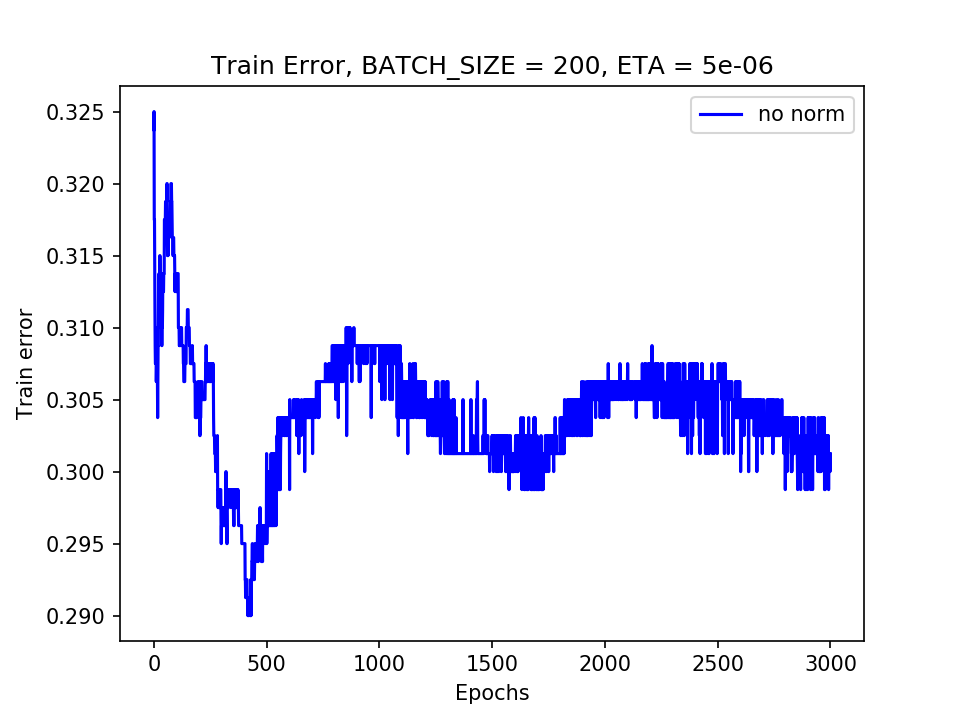 Train Error, BATCH_SIZE = 200, ETA = 5e-06
no norm
Train error
0.325
0.320
0.315
0.310
0.305
0.300
0.295
0.290
0 500 1000 1500 2000 2500 3000
Epochs